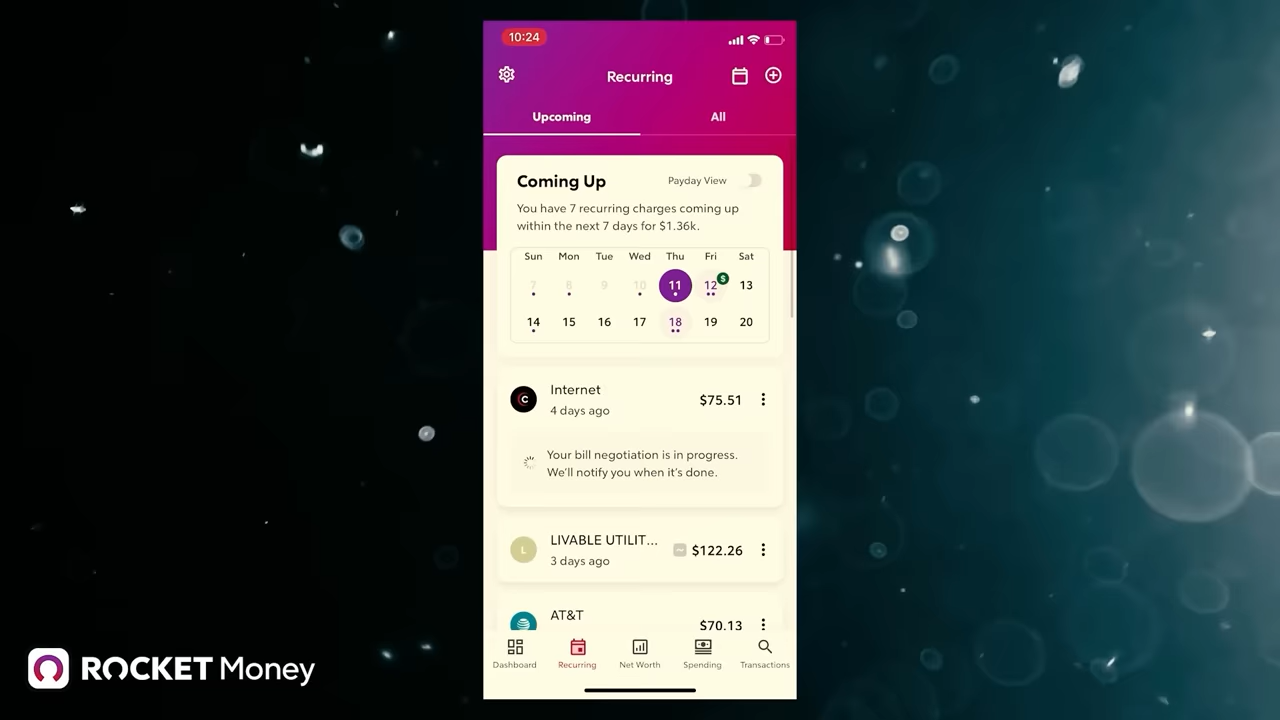 10:24
Recurring
Upcoming All
Coming Up Payday View
You have 7 recurring charges coming up
within the next 7 days for $1.36k.
Sun Mon Tue Wed Thu Fri Sat
7 8 9 10 11 12 $ 13
14 15 16 17 18 19 20
C Internet $75.51
4 days ago
Your bill negotiation is in progress.
We'll notify you when it's done.
L LIVABLE UTILIT... $122.26
3 days ago
AT&T $70.13
Dashboard Recurring Net Worth Spending Transactions
ROCKET Money